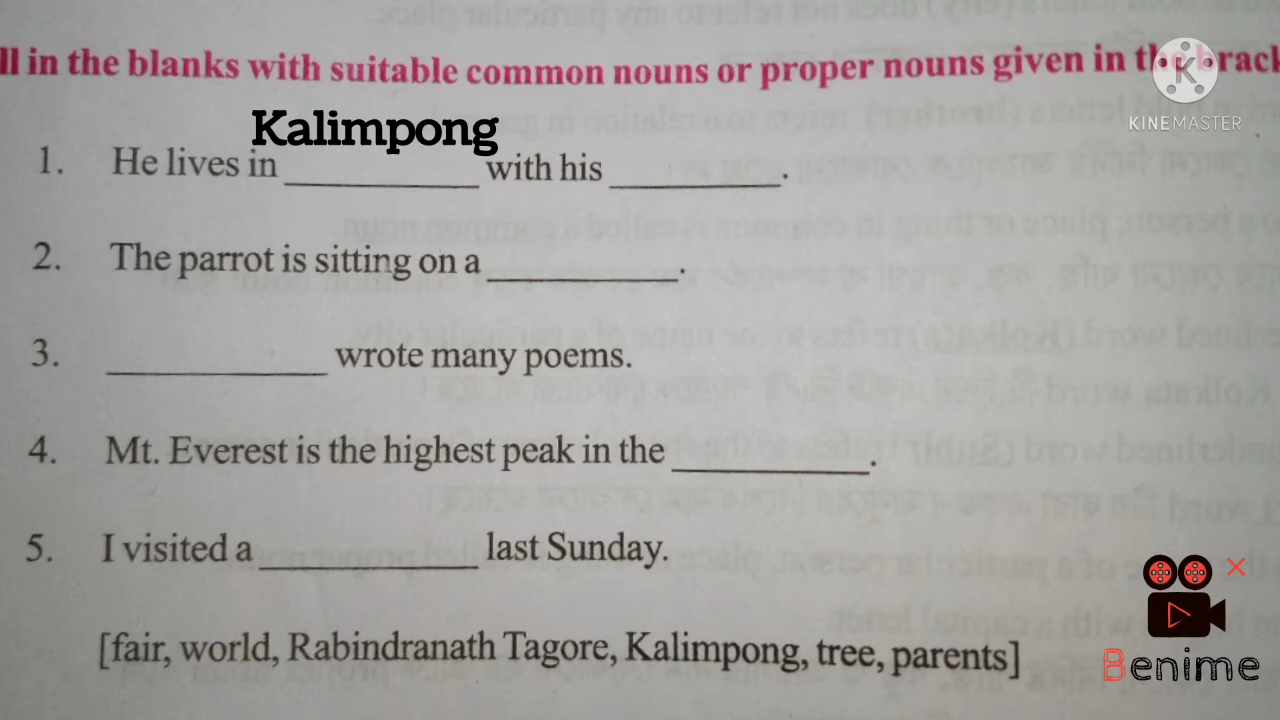 ll in the blanks with suitable common nouns or proper nouns given in the brack
KINEMASTER
Kalimpong
1. He lives in __________ with his __________.
2. The parrot is sitting on a __________.
3. __________ wrote many poems.
4. Mt. Everest is the highest peak in the __________.
5. I visited a __________ last Sunday.
[fair, world, Rabindranath Tagore, Kalimpong, tree, parents]
Benime